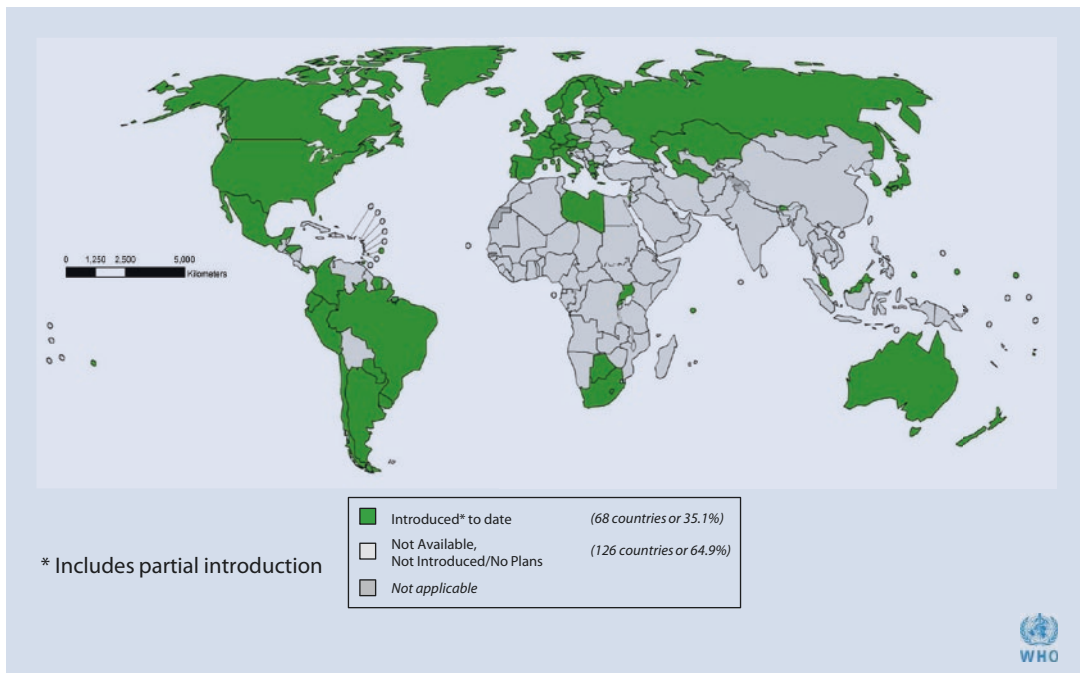 0 1,250 2,500 5,000
Kilometers
Introduced* to date (68 countries or 35.1%)
Not Available,
Not Introduced/No Plans (126 countries or 64.9%)
Not applicable
* Includes partial introduction
WHO